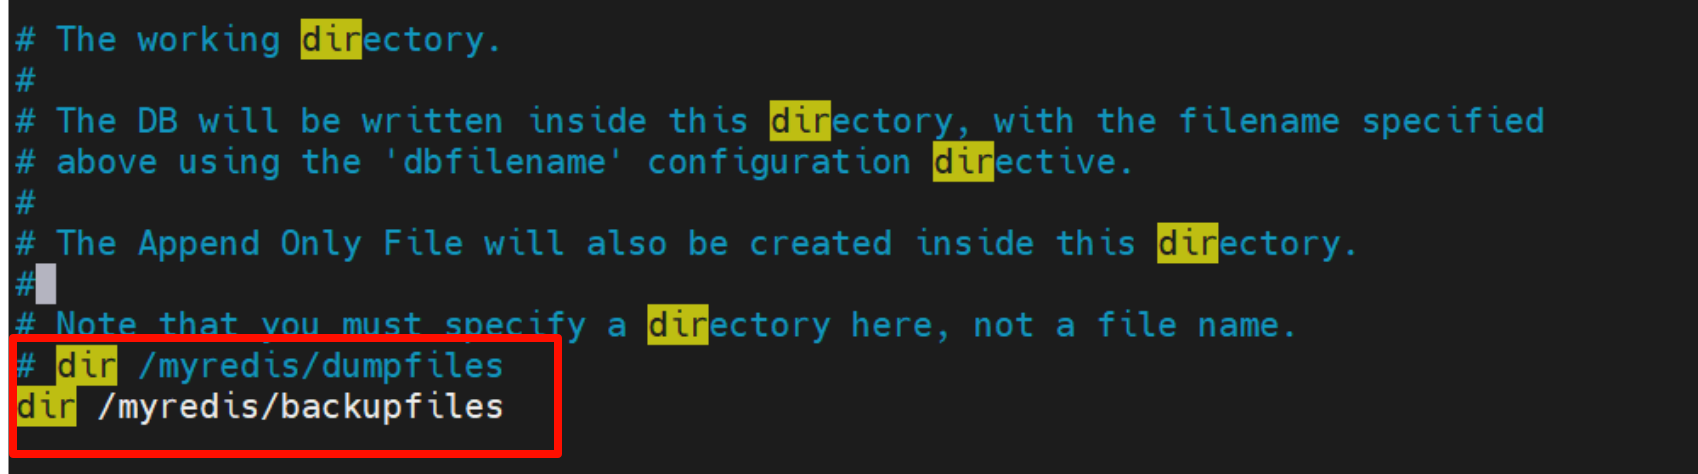 # The working directory.
#
# The DB will be written inside this directory, with the filename specified
# above using the 'dbfilename' configuration directive.
#
# The Append Only File will also be created inside this directory.
#
# Note that you must specify a directory here, not a file name.
# dir /myredis/dumpfiles
dir /myredis/backupfiles